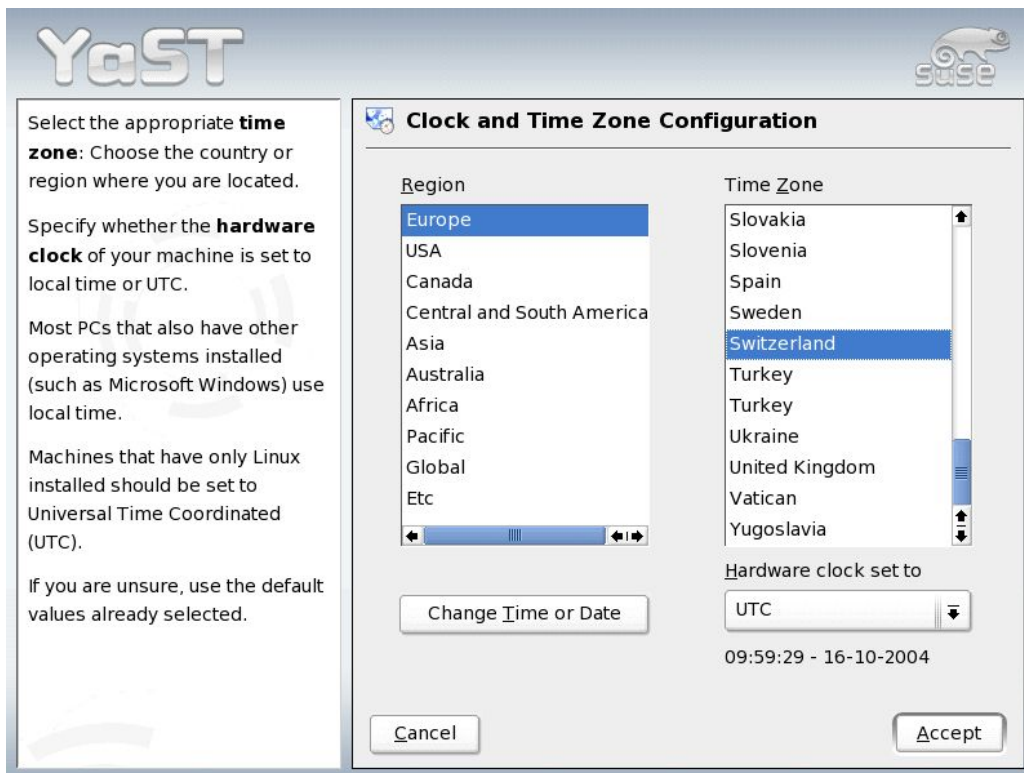 YaST
SUSE
Select the appropriate time
zone: Choose the country or
region where you are located.
Specify whether the hardware
clock of your machine is set to
local time or UTC.
Most PCs that also have other
operating systems installed
(such as Microsoft Windows) use
local time.
Machines that have only Linux
installed should be set to
Universal Time Coordinated
(UTC).
If you are unsure, use the default
values already selected.
Clock and Time Zone Configuration
Region
Europe
USA
Canada
Central and South America
Asia
Australia
Africa
Pacific
Global
Etc
Change Time or Date
Time Zone
Slovakia
Slovenia
Spain
Sweden
Switzerland
Turkey
Turkey
Ukraine
United Kingdom
Vatican
Yugoslavia
Hardware clock set to
UTC
09:59:29 - 16-10-2004
Cancel
Accept